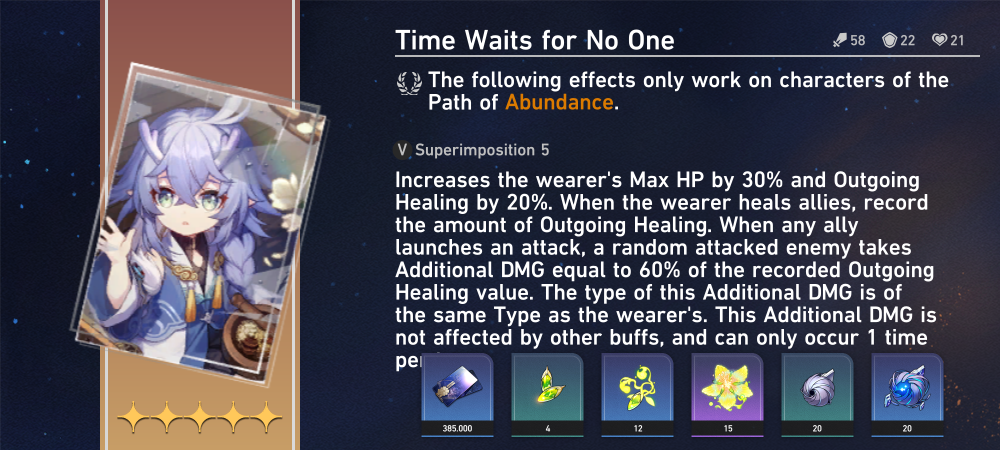 Time Waits for No One
58 22 21
The following effects only work on characters of the
Path of Abundance.
V Superimposition 5
Increases the wearer's Max HP by 30% and Outgoing
Healing by 20%. When the wearer heals allies, record
the amount of Outgoing Healing. When any ally
launches an attack, a random attacked enemy takes
Additional DMG equal to 60% of the recorded Outgoing
Healing value. The type of this Additional DMG is of
the same Type as the wearer's. This Additional DMG is
not affected by other buffs, and can only occur 1 time
385.000 4 12 15 20 20